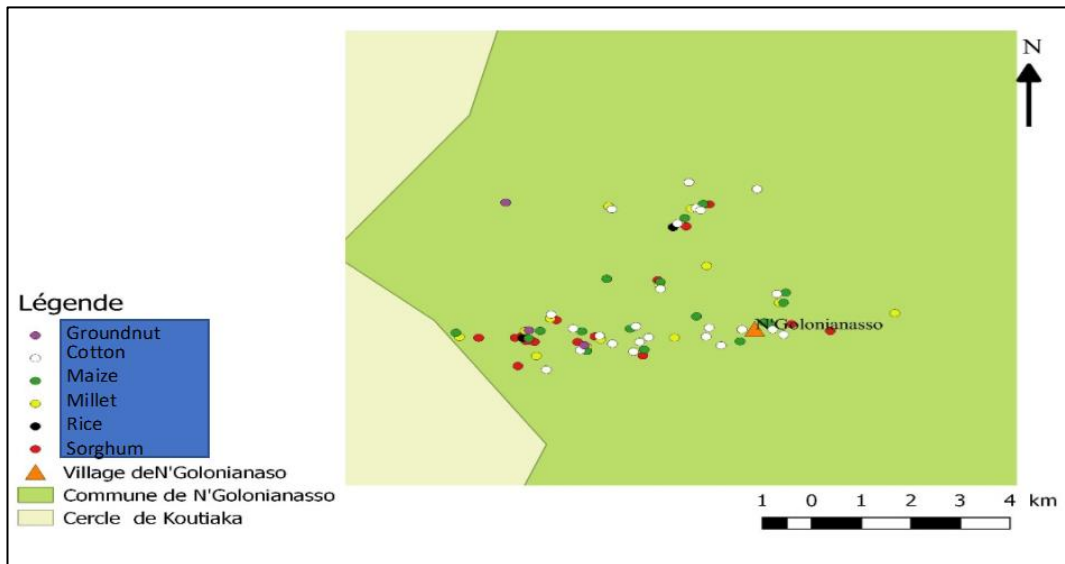 N
N'Golonianasso
Légende
Groundnut
Cotton
Maize
Millet
Rice
Sorghum
Village deN'Golonianaso
Commune de N'Golonianasso
Cercle de Koutiaka
1 0 1 2 3 4 km